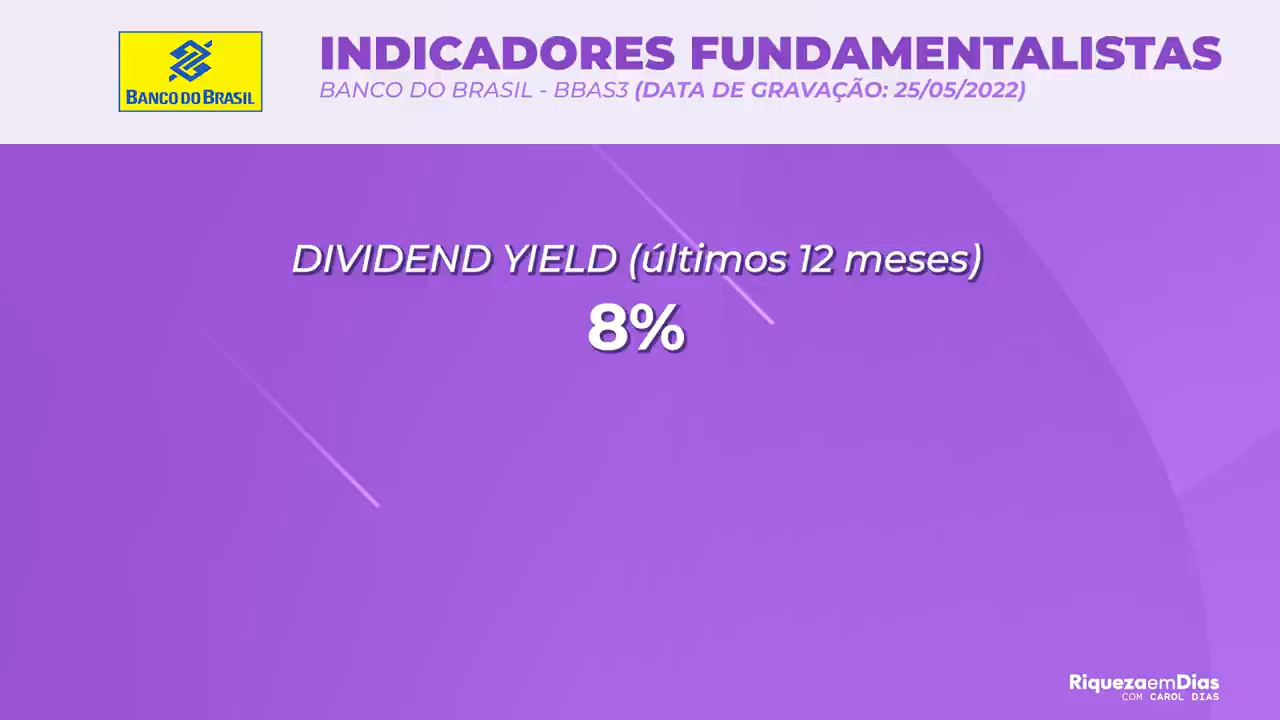 BANCO DO BRASIL
INDICADORES FUNDAMENTALISTAS
BANCO DO BRASIL - BBAS3 (DATA DE GRAVAÇÃO: 25/05/2022)
DIVIDEND YIELD (últimos 12 meses)
8%
RiquezaemDias
COM CAROL DIAS